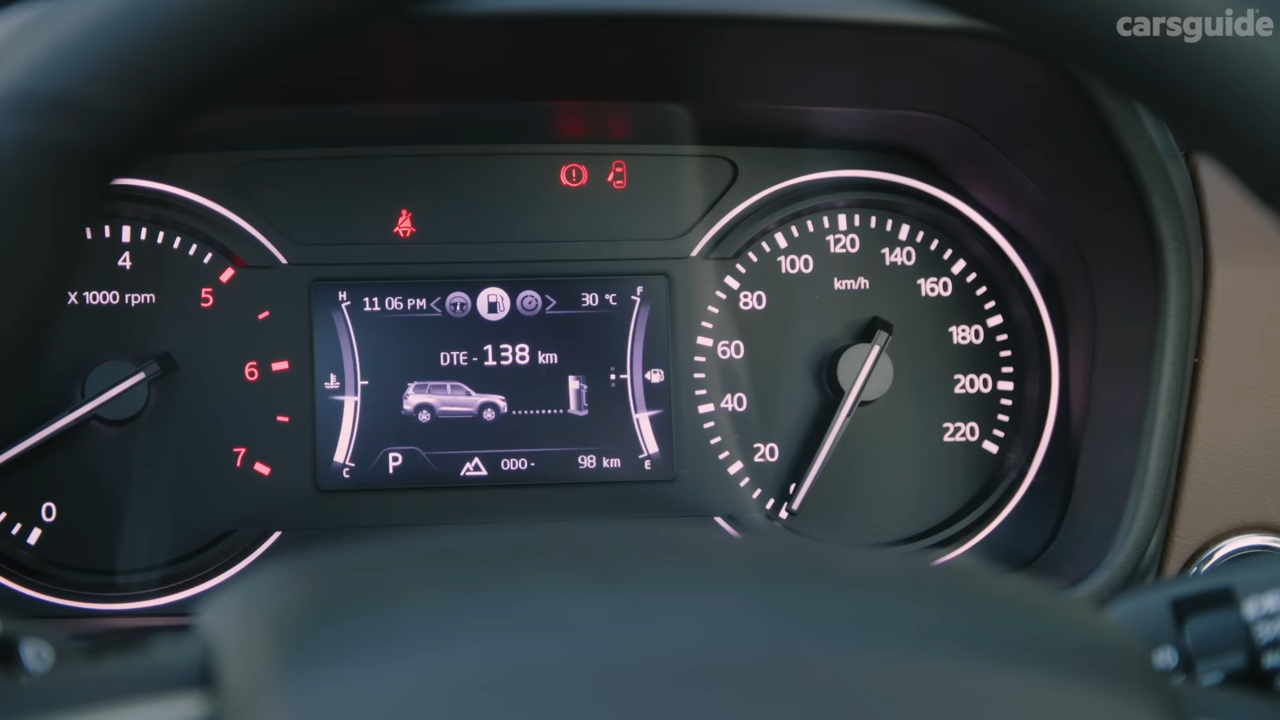 carsguide
4
X 1000 rpm
5
6
7
0
H
11 06 PM
30 °C
F
DTE - 138 km
C
P
ODO -
98 km
E
20
40
60
80
100
120
140
160
180
200
220
km/h